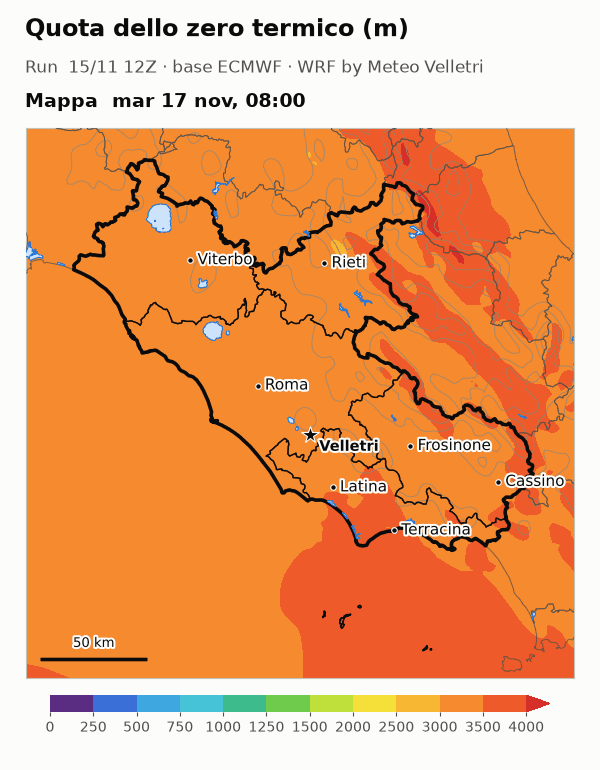 Quota dello zero termico (m)
Run 15/11 12Z · base ECMWF · WRF by Meteo Velletri
Mappa mar 17 nov, 08:00
Viterbo
Rieti
Roma
Velletri
Frosinone
Cassino
Latina
Terracina
50 km
0 250 500 750 1000 1250 1500 2000 2500 3000 3500 4000